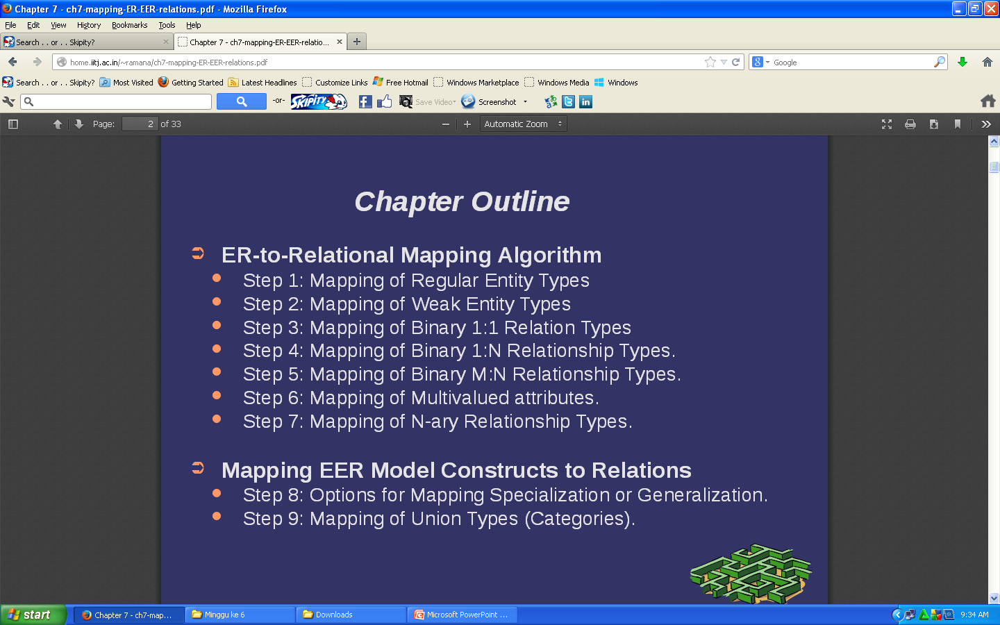 Chapter 7 - ch7-mapping-ER-EER-relations.pdf - Mozilla Firefox
File Edit View History Bookmarks Tools Help
Search . . or . . Skipity?
Chapter 7 - ch7-mapping-ER-EER-relatio...
home.iitj.ac.in/~ramana/ch7-mapping-ER-EER-relations.pdf
Google
Search . . or . . Skipity? Most Visited Getting Started Latest Headlines Customize Links Free Hotmail Windows Marketplace Windows Media Windows
-or- SKIPITY Save Video Screenshot
Page: 2 of 33 Automatic Zoom
Chapter Outline
ER-to-Relational Mapping Algorithm
Step 1: Mapping of Regular Entity Types
Step 2: Mapping of Weak Entity Types
Step 3: Mapping of Binary 1:1 Relation Types
Step 4: Mapping of Binary 1:N Relationship Types.
Step 5: Mapping of Binary M:N Relationship Types.
Step 6: Mapping of Multivalued attributes.
Step 7: Mapping of N-ary Relationship Types.
Mapping EER Model Constructs to Relations
Step 8: Options for Mapping Specialization or Generalization.
Step 9: Mapping of Union Types (Categories).
start Chapter 7 - ch7-map... Minggu ke 6 Downloads Microsoft PowerPoint ... 9:34 AM